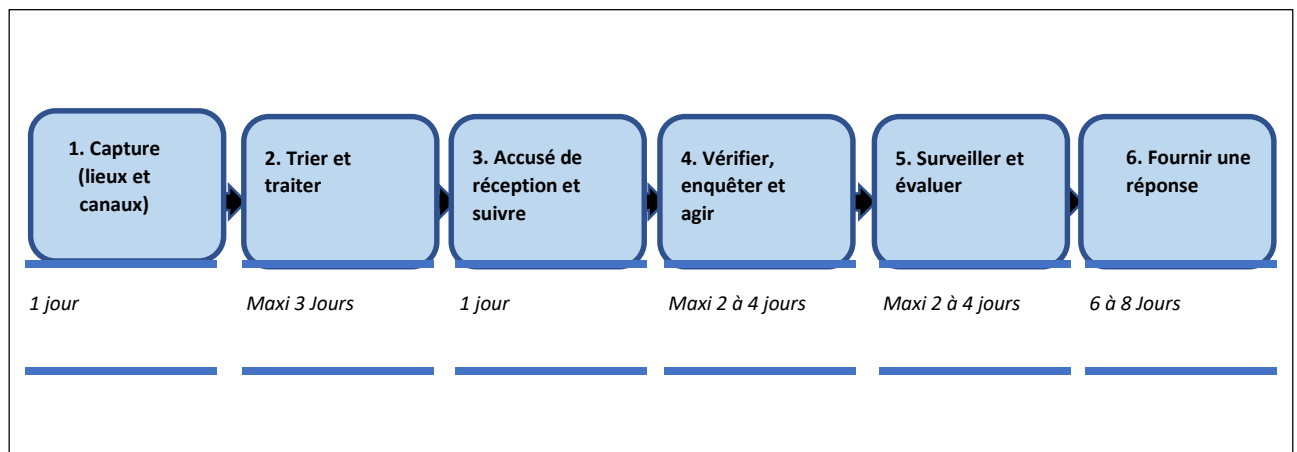 1. Capture
(lieux et
canaux)
2. Trier et
traiter
3. Accusé de
réception et
suivre
4. Vérifier,
enquêter et
agir
5. Surveiller et
évaluer
6. Fournir une
réponse
1 jour
Maxi 3 Jours
1 jour
Maxi 2 à 4 jours
Maxi 2 à 4 jours
6 à 8 Jours